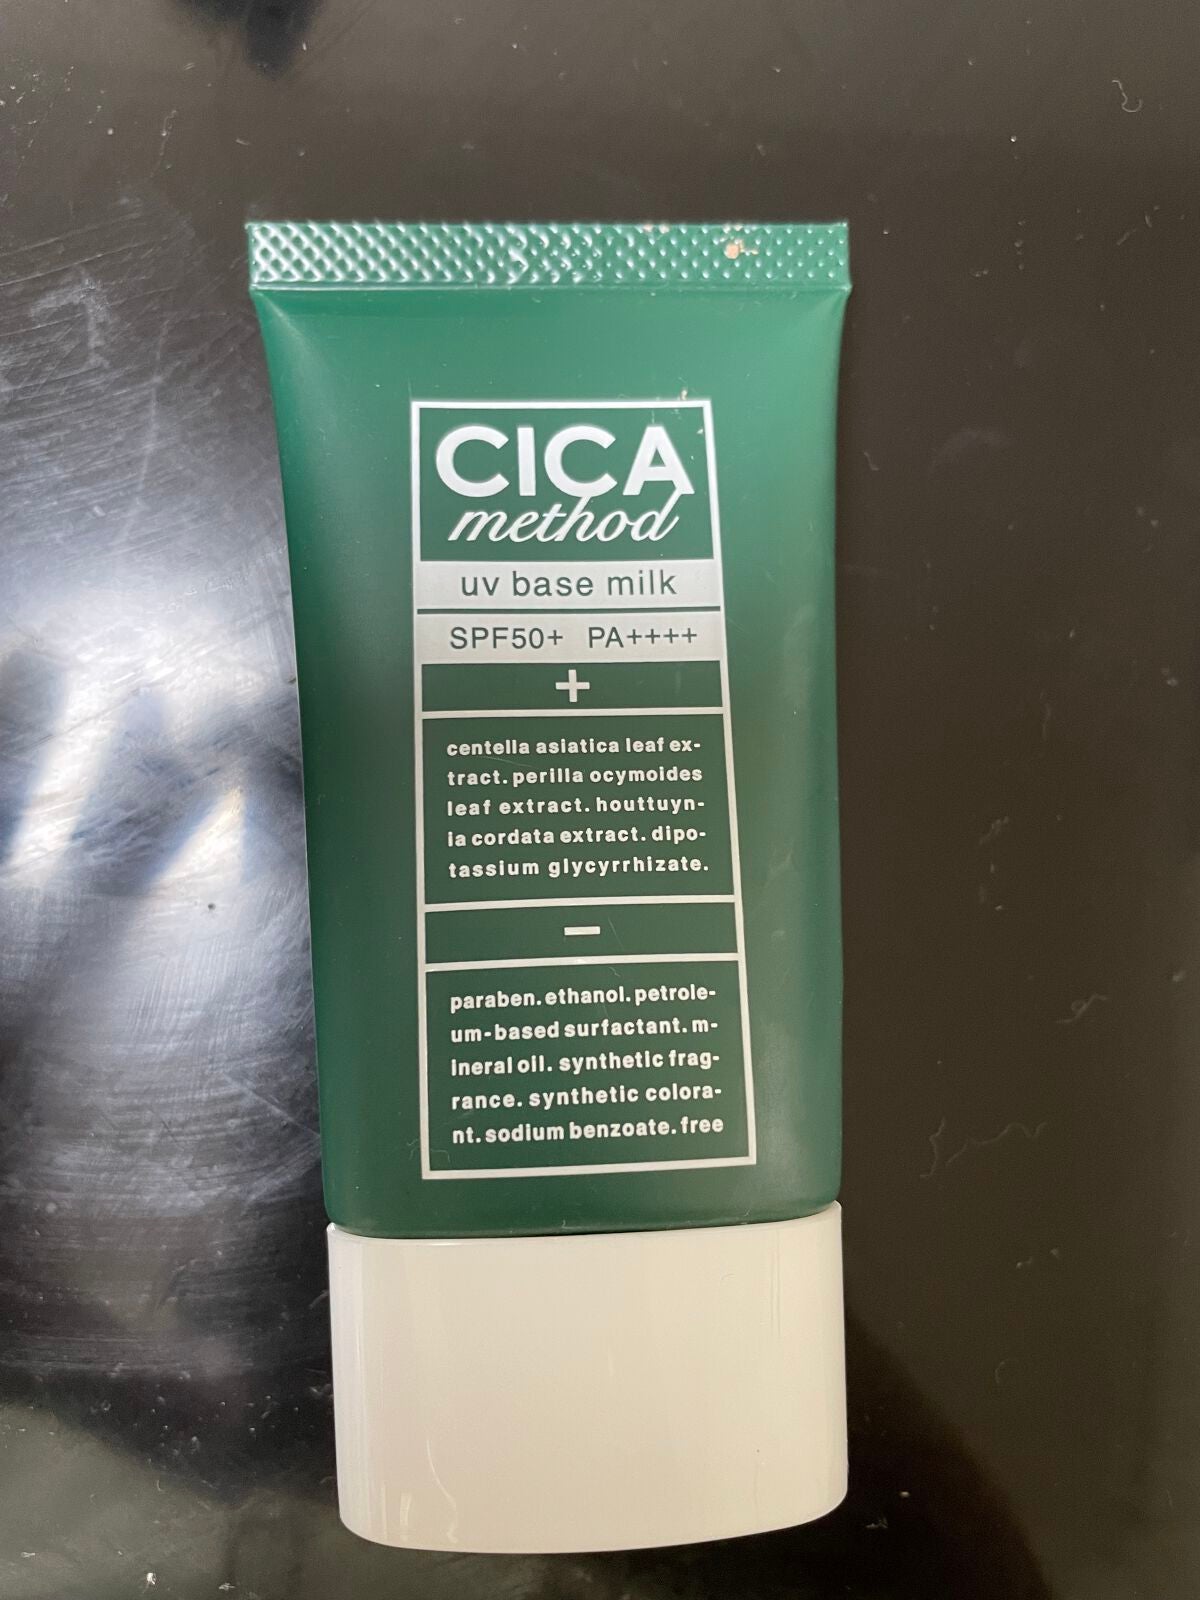 CICA
method
uv base milk
SPF50+ PA++++
+
centella asiatica leaf ex-
tract. perilla ocymoides
leaf extract. houttuyn-
ia cordata extract. dipo-
tassium glycyrrhizate.
−
paraben. ethanol. petrole-
um-based surfactant. m-
ineral oil. synthetic frag-
rance. synthetic colora-
nt. sodium benzoate. free